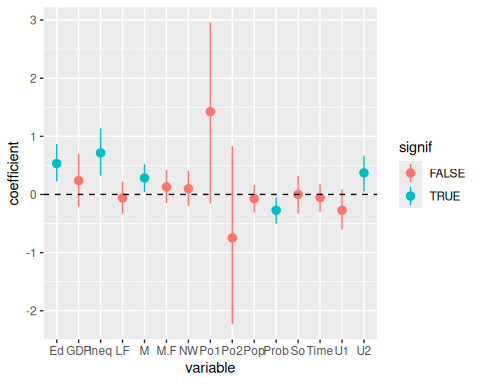 3
2
1
0
-1
-2
coefficient
Ed GDP Ineq LF M M.F NW Po1 Po2 Pop Prob So Time U1 U2
variable
signif
FALSE
TRUE